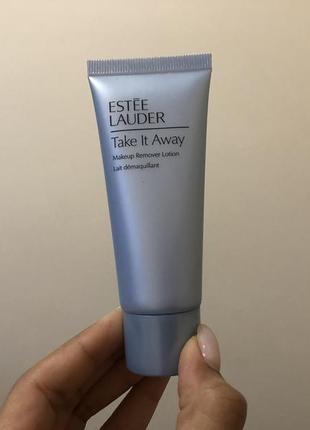 ESTĒE
LAUDER
Take It Away
Makeup Remover Lotion
Lait démaquillant